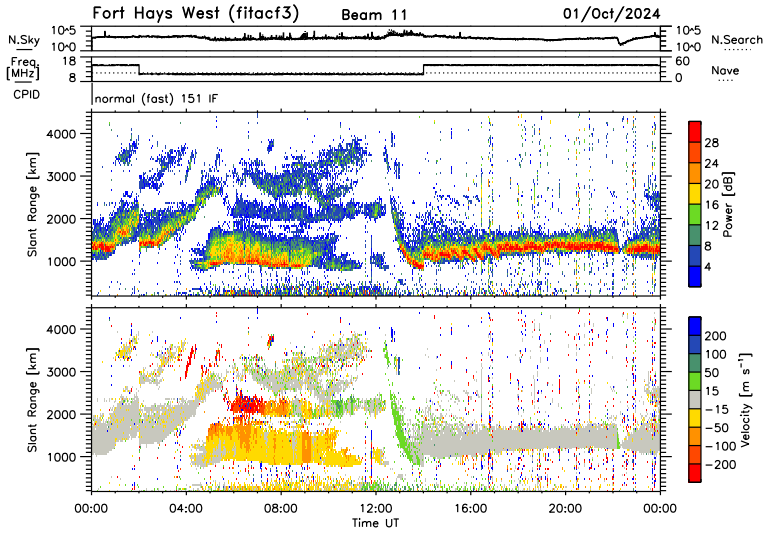 Fort Hays West (fitacf3) Beam 11 01/Oct/2024
N.Sky 10^5 10^0 10^5 10^0 N.Search
Freq. [MHz] 18 8 60 0 Nave
CPID normal (fast) 151 IF
Slant Range [km] 4000 3000 2000 1000
Power [dB] 28 24 20 16 12 8 4
Slant Range [km] 4000 3000 2000 1000
Velocity [m s⁻¹] 200 100 50 15 −15 −50 −100 −200
00:00 04:00 08:00 12:00 16:00 20:00 00:00
Time UT